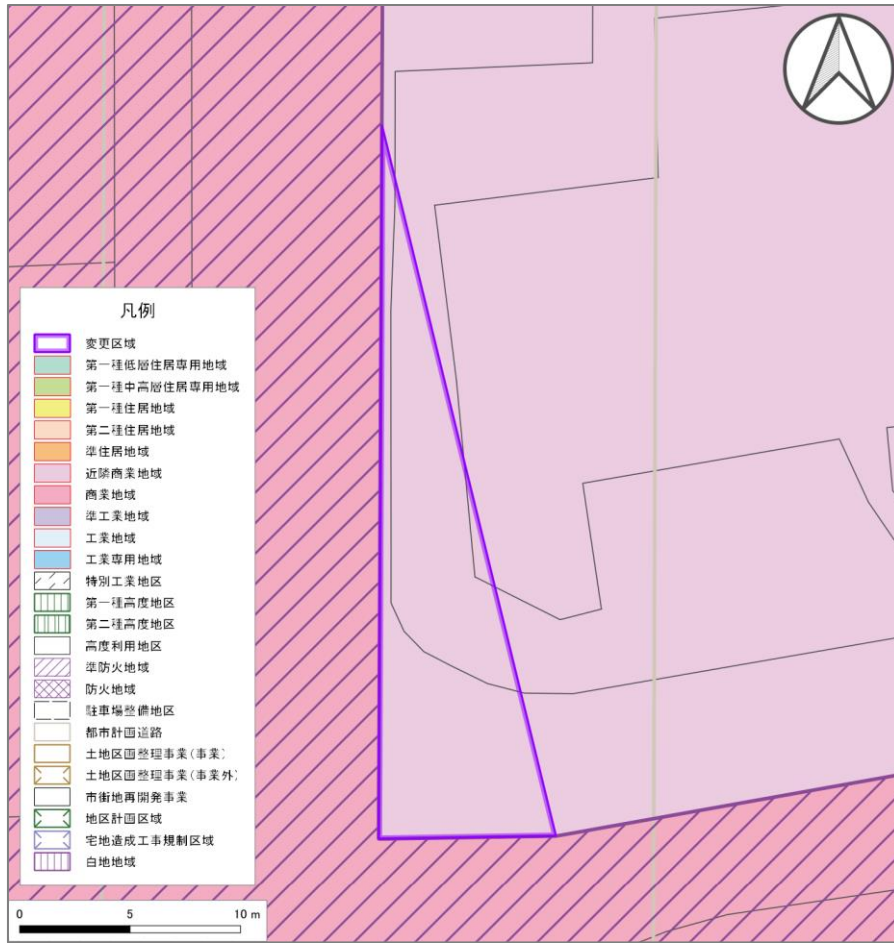 凡例
変更区域
第一種低層住居専用地域
第一種中高層住居専用地域
第一種住居地域
第二種住居地域
準住居地域
近隣商業地域
商業地域
準工業地域
工業地域
工業専用地域
特別工業地区
第一種高度地区
第二種高度地区
高度利用地区
準防火地域
防火地域
駐車場整備地区
都市計画道路
土地区画整理事業(事業)
土地区画整理事業(事業外)
市街地再開発事業
地区計画区域
宅地造成工事規制区域
白地地域
0 5 10 m